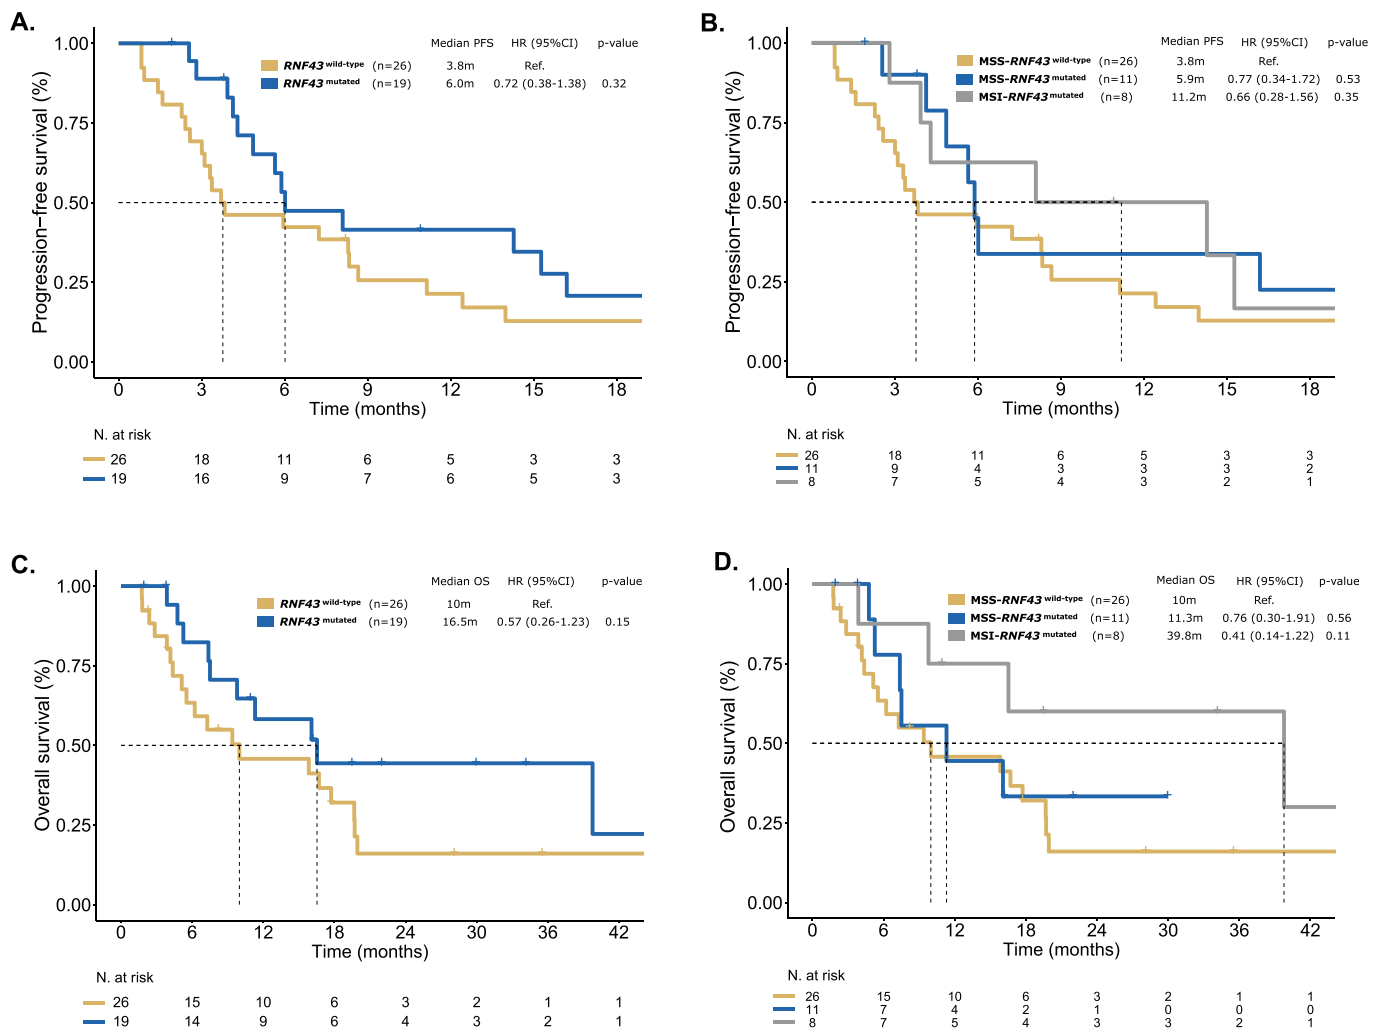 A.
Median PFS HR (95%CI) p-value
RNF43 wild-type (n=26) 3.8m Ref.
RNF43 mutated (n=19) 6.0m 0.72 (0.38-1.38) 0.32
Progression-free survival (%)
1.00
0.75
0.50
0.25
0.00
0 3 6 9 12 15 18
Time (months)
N. at risk
26 18 11 6 5 3 3
19 16 9 7 6 5 3
B.
Median PFS HR (95%CI) p-value
MSS-RNF43 wild-type (n=26) 3.8m Ref.
MSS-RNF43 mutated (n=11) 5.9m 0.77 (0.34-1.72) 0.53
MSI-RNF43 mutated (n=8) 11.2m 0.66 (0.28-1.56) 0.35
Progression-free survival (%)
1.00
0.75
0.50
0.25
0.00
0 3 6 9 12 15 18
Time (months)
N. at risk
26 18 11 6 5 3 3
11 9 4 3 3 3 2
8 7 5 4 3 2 1
C.
Median OS HR (95%CI) p-value
RNF43 wild-type (n=26) 10m Ref.
RNF43 mutated (n=19) 16.5m 0.57 (0.26-1.23) 0.15
Overall survival (%)
1.00
0.75
0.50
0.25
0.00
0 6 12 18 24 30 36 42
Time (months)
N. at risk
26 15 10 6 3 2 1 1
19 14 9 6 4 3 2 1
D.
Median OS HR (95%CI) p-value
MSS-RNF43 wild-type (n=26) 10m Ref.
MSS-RNF43 mutated (n=11) 11.3m 0.76 (0.30-1.91) 0.56
MSI-RNF43 mutated (n=8) 39.8m 0.41 (0.14-1.22) 0.11
Overall survival (%)
1.00
0.75
0.50
0.25
0.00
0 6 12 18 24 30 36 42
Time (months)
N. at risk
26 15 10 6 3 2 1 1
11 7 4 2 1 0 0 0
8 7 5 4 3 3 2 1